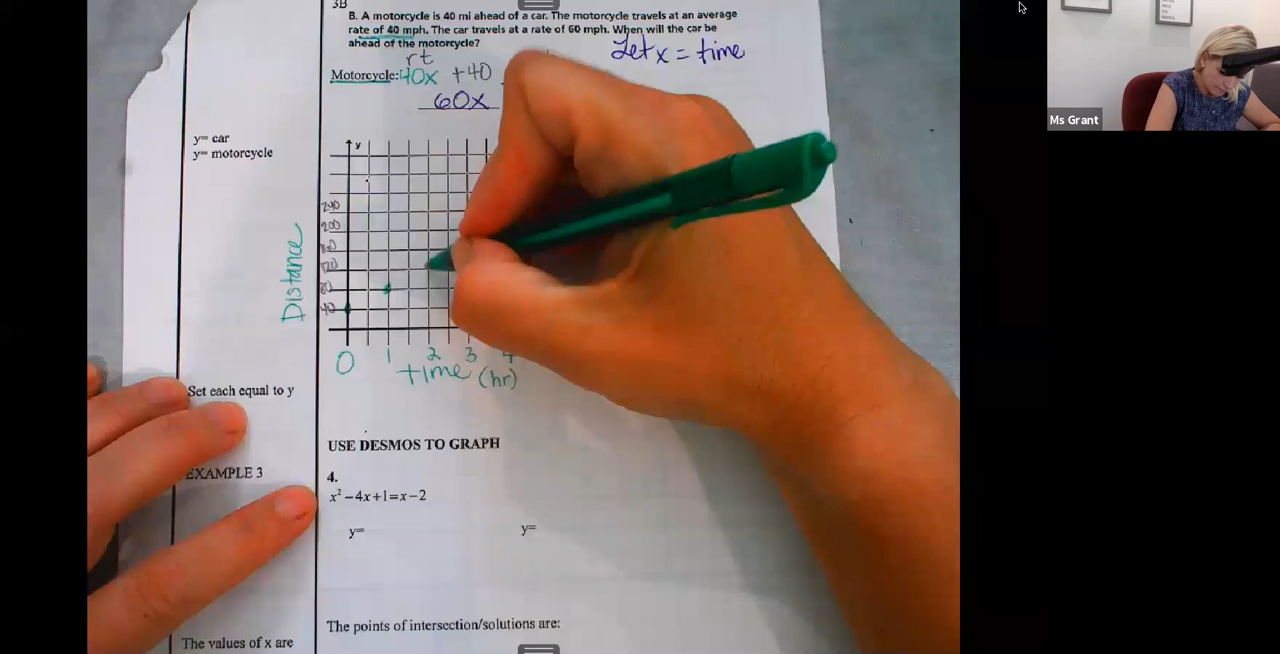 3B
B. A motorcycle is 40 mi ahead of a car. The motorcycle travels at an average
rate of 40 mph. The car travels at a rate of 60 mph. When will the car be
ahead of the motorcycle?
Let x = time
rt
Motorcycle: 40x +40
60x
y= car
y= motorcycle
y
240
200
160
120
80
40
Distance
0 1 2 3 4
time (hr)
Set each equal to y
USE DESMOS TO GRAPH
EXAMPLE 3
4.
x² −4x+1=x−2
y= y=
The points of intersection/solutions are:
The values of x are
Ms Grant